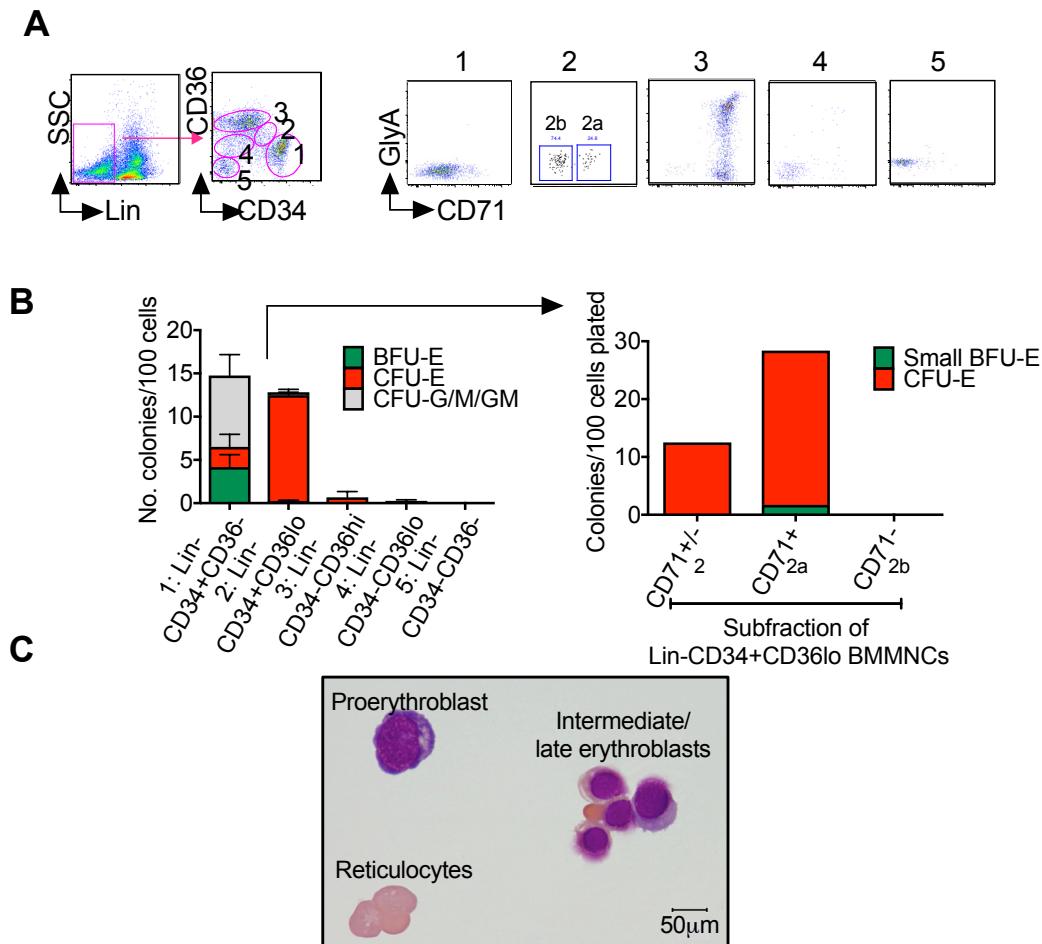 A
SSC
Lin
CD36
CD34
3
2
1
4
5
1
2
3
4
5
GlyA
CD71
2b
2a
B
No. colonies/100 cells
20
15
10
5
0
BFU-E
CFU-E
CFU-G/M/GM
1: Lin-
CD34+CD36-
2: Lin-
CD34+CD36lo
3: Lin-
CD34-CD36hi
4: Lin-
CD34-CD36lo
5: Lin-
CD34-CD36-
Colonies/100 cells plated
30
20
10
0
Small BFU-E
CFU-E
CD71+/-
2
CD71+
2a
CD71-
2b
Subfraction of
Lin-CD34+CD36lo BMMNCs
C
Proerythroblast
Intermediate/
late erythroblasts
Reticulocytes
50μm